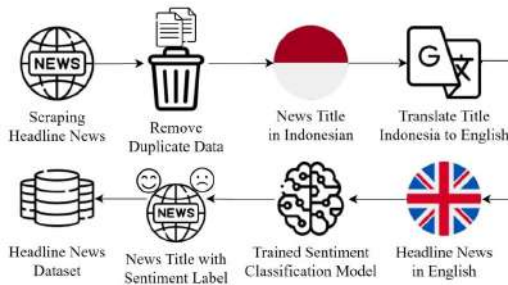 NEWS
Scraping
Headline News
Remove
Duplicate Data
News Title
in Indonesian
G
文
Translate Title
Indonesia to English
Headline News
Dataset
NEWS
News Title with
Sentiment Label
Trained Sentiment
Classification Model
Headline News
in English